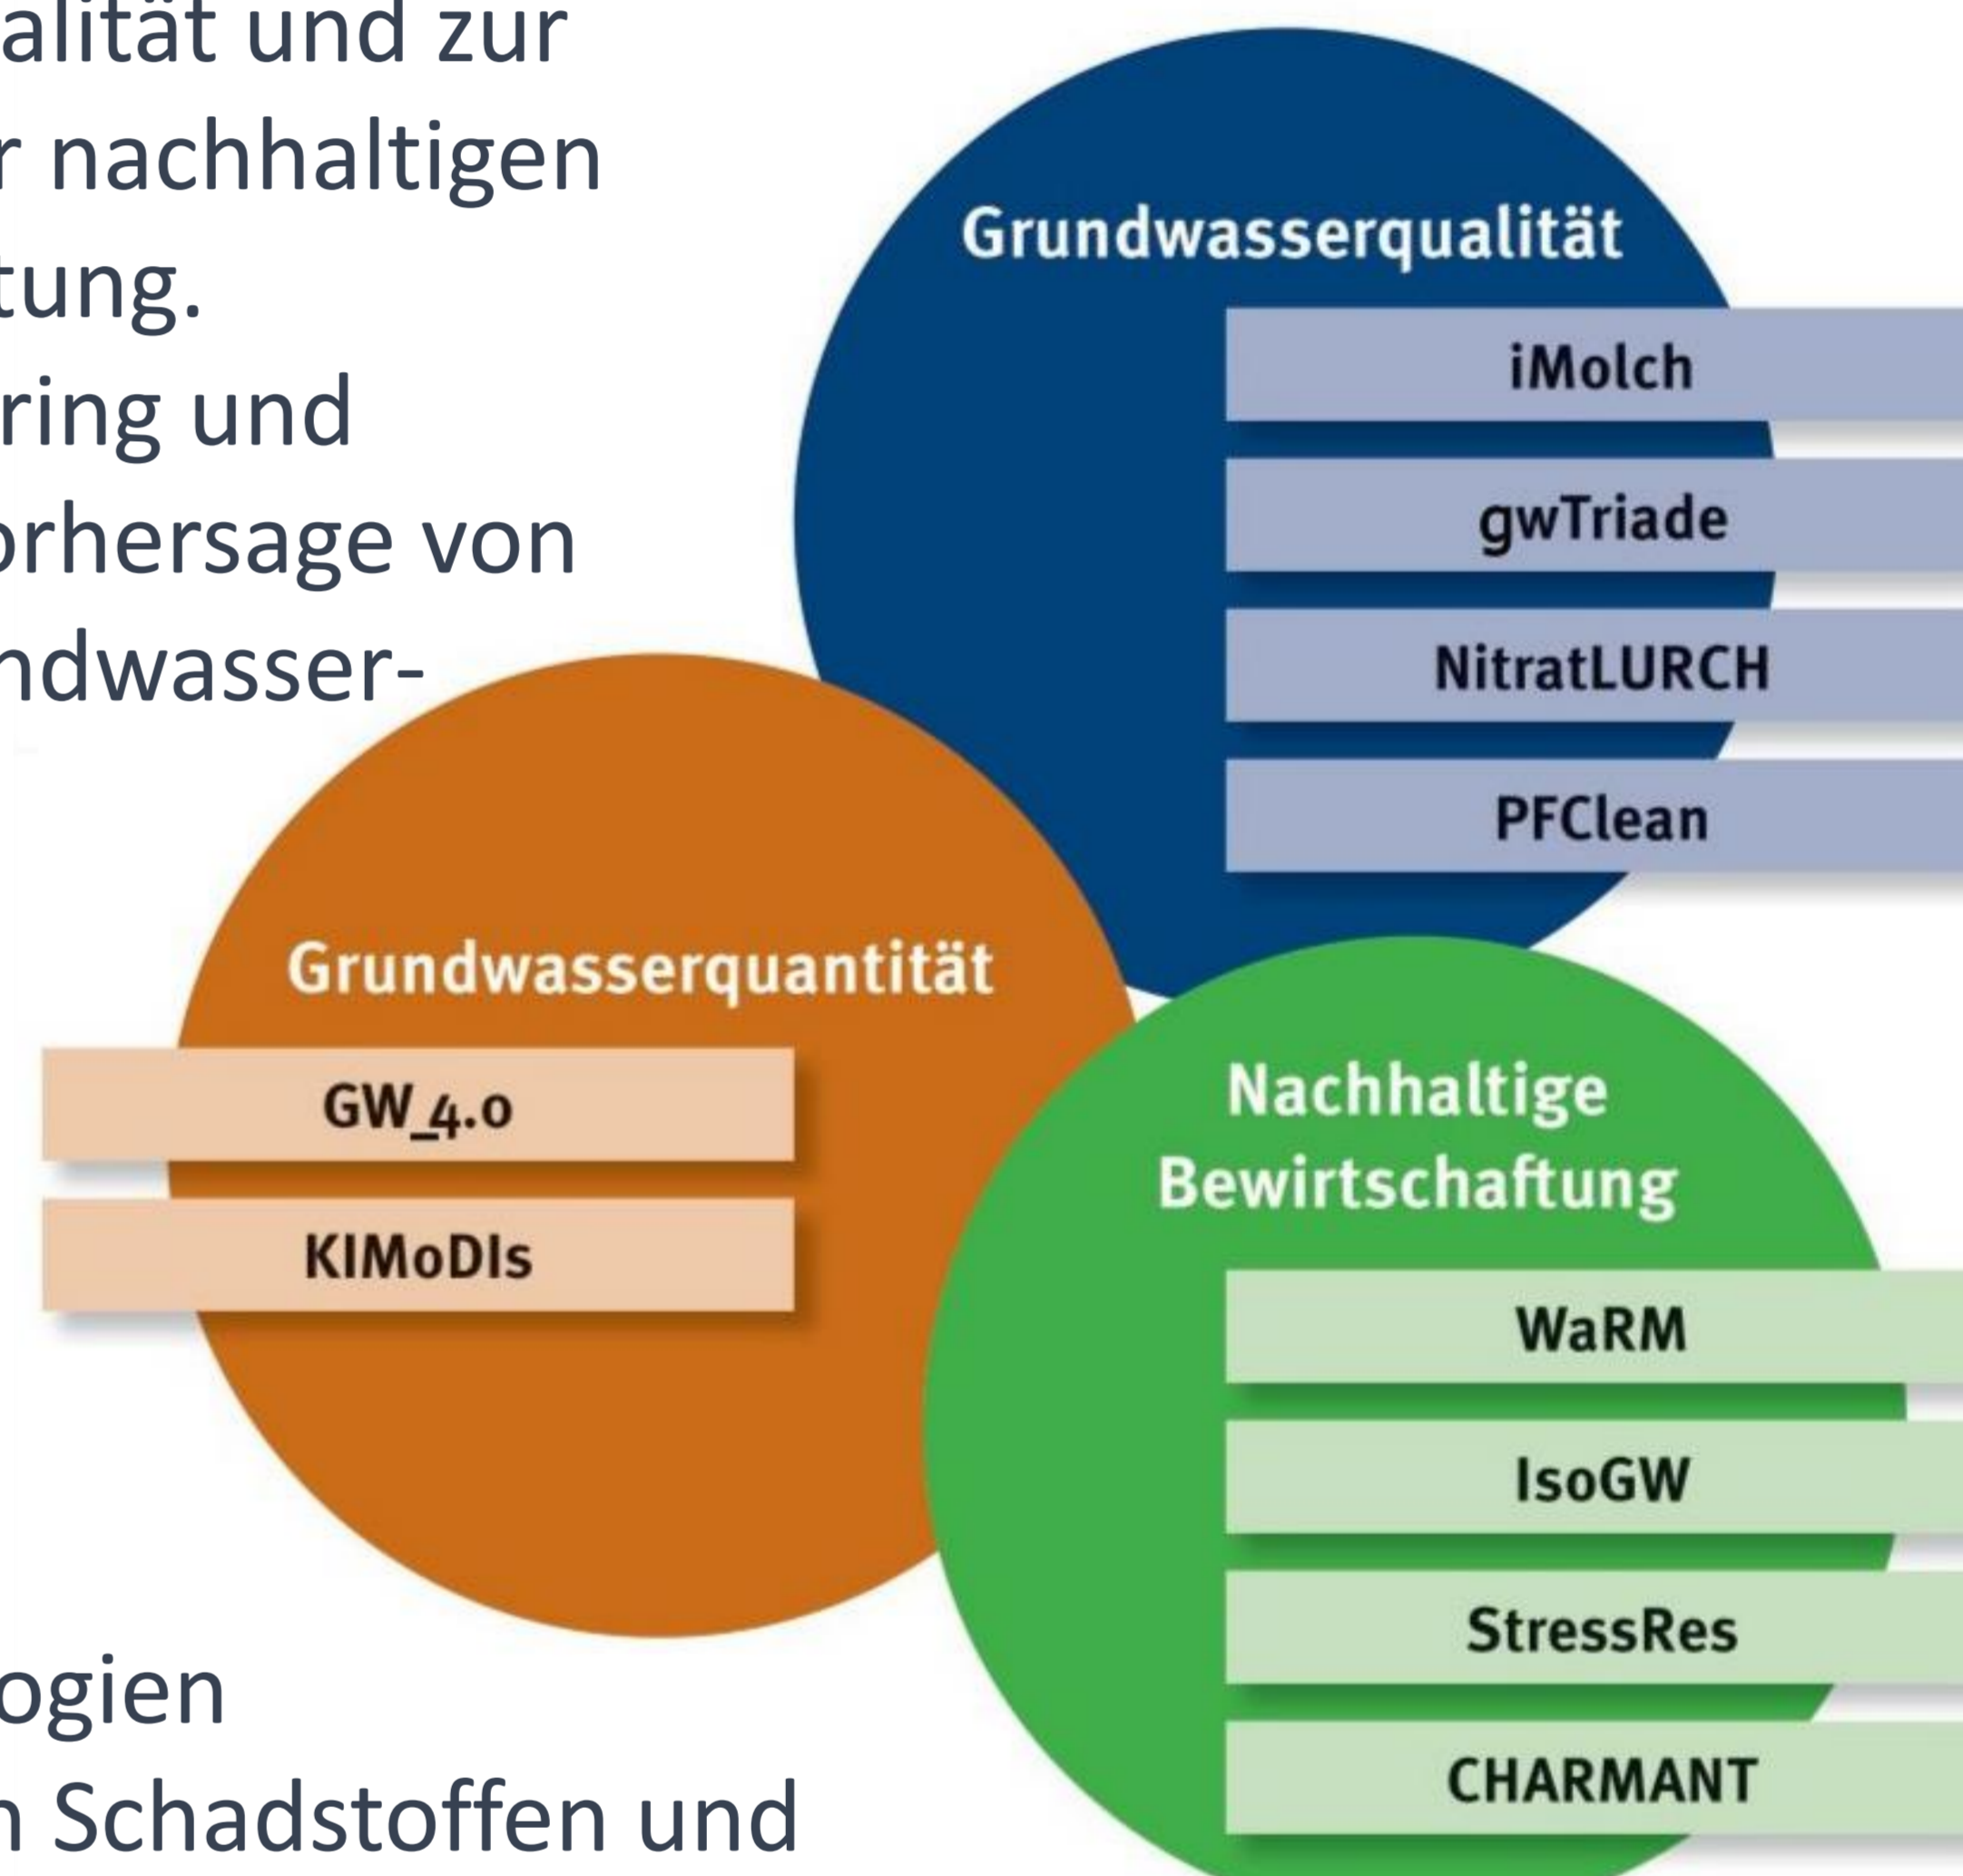 alität und zur
r nachhaltigen
tung.
ring und
orhersage von
ndwasser-
ogien
n Schadstoffen und
Grundwasserqualität
iMolch
gwTriade
NitratLURCH
PFClean
Grundwasserquantität
GW_4.0
KIMoDIs
Nachhaltige
Bewirtschaftung
WaRM
IsoGW
StressRes
CHARMANT